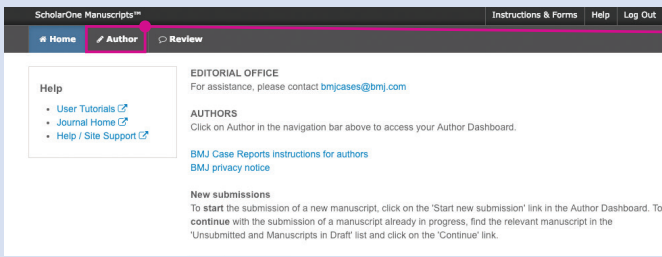 ScholarOne Manuscripts™
Instructions & Forms Help Log Out
Home Author Review
Help
User Tutorials
Journal Home
Help / Site Support
EDITORIAL OFFICE
For assistance, please contact bmjcases@bmj.com
AUTHORS
Click on Author in the navigation bar above to access your Author Dashboard.
BMJ Case Reports instructions for authors
BMJ privacy notice
New submissions
To start the submission of a new manuscript, click on the 'Start new submission' link in the Author Dashboard. To
continue with the submission of a manuscript already in progress, find the relevant manuscript in the
'Unsubmitted and Manuscripts in Draft' list and click on the 'Continue' link.